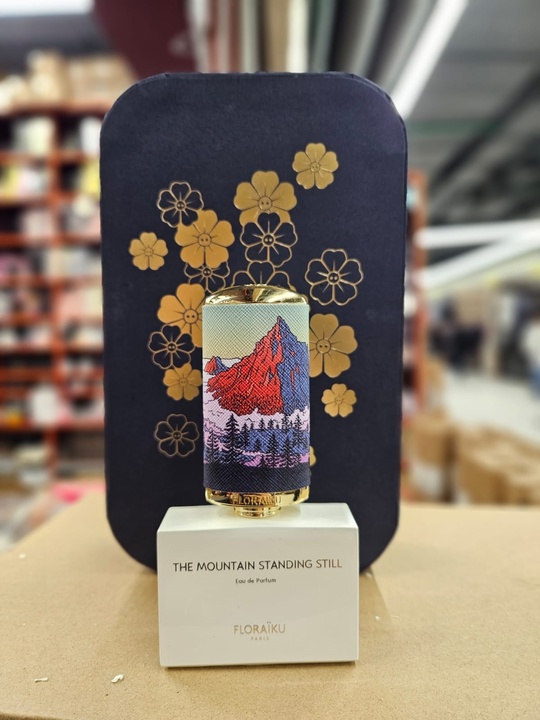 FLORAÏKU
THE MOUNTAIN STANDING STILL
Eau de Parfum
FLORAÏKU
PARIS